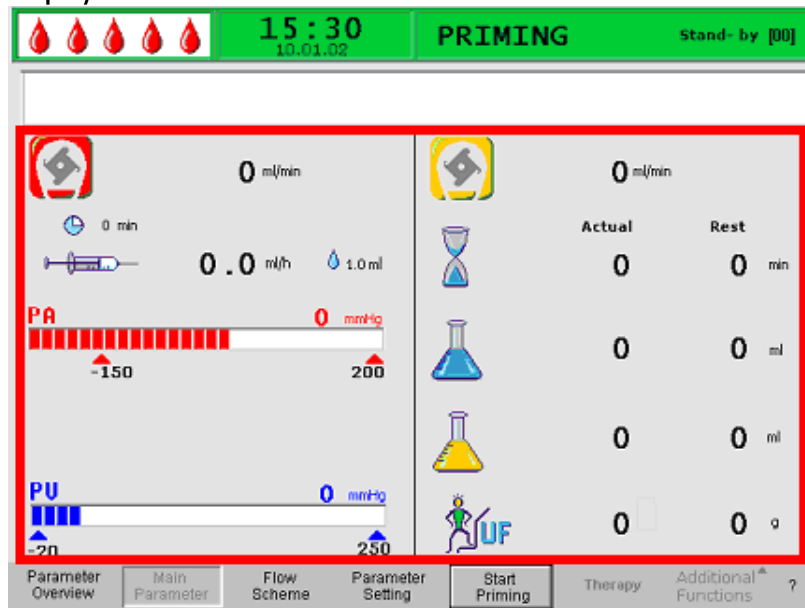 15:30
10.01.02
PRIMING
Stand- by [00]
0 ml/min
0 ml/min
0 min
0.0 ml/h
1.0 ml
Actual Rest
0 0 min
PA 0 mmHg
-150 200
0 0 ml
0 0 ml
PV 0 mmHg
-20 250
UF 0 0 g
Parameter Overview
Main Parameter
Flow Scheme
Parameter Setting
Start Priming
Therapy
Additional Functions
?